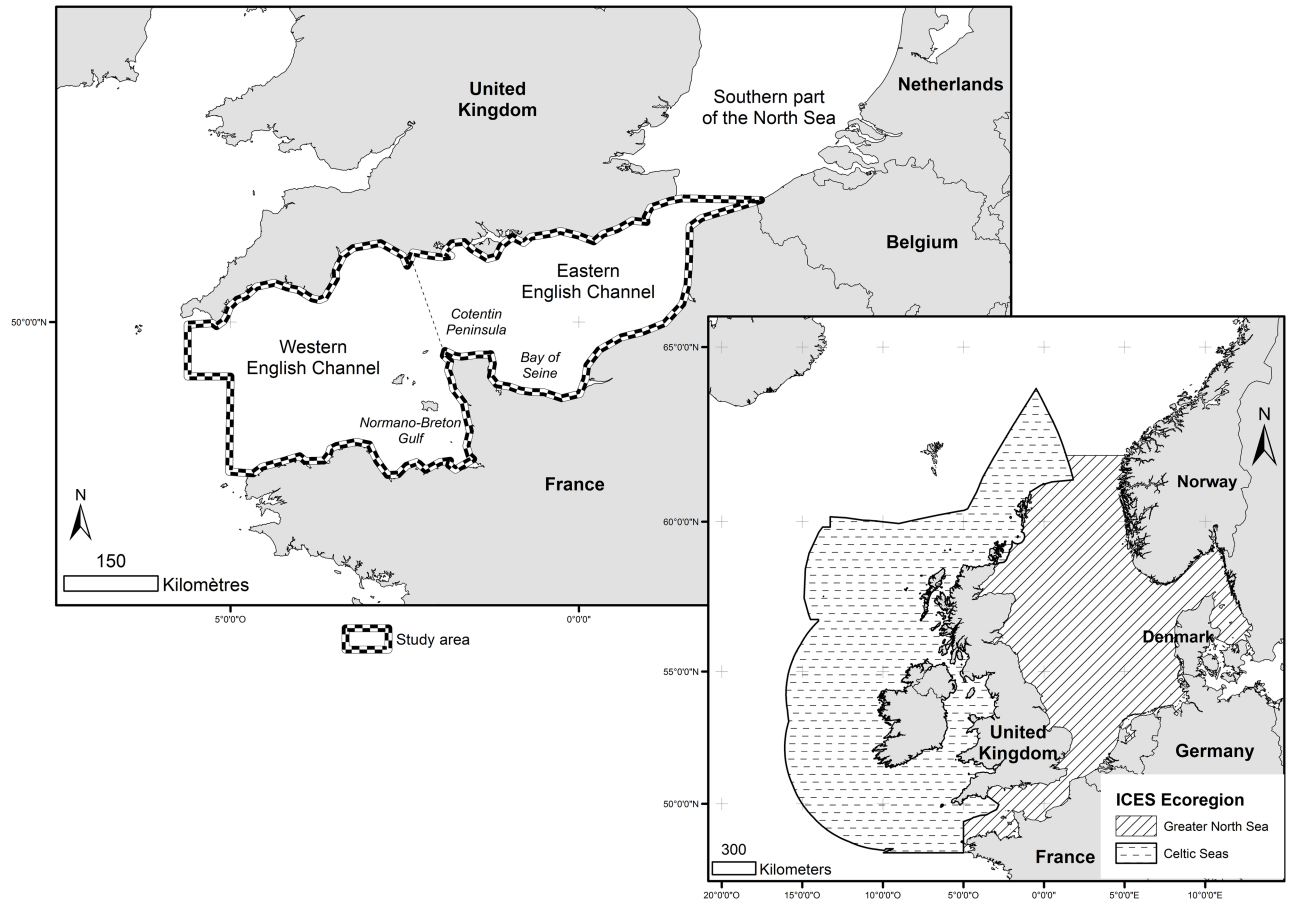 United
Kingdom
Southern part
of the North Sea
Netherlands
Belgium
Eastern
English Channel
Cotentin
Peninsula
Western
English Channel
Bay of
Seine
Normano-Breton
Gulf
France
50°0'0"N
N
150
Kilomètres
5°0'0"O
0°0'0"
Study area
65°0'0"N
60°0'0"N
55°0'0"N
50°0'0"N
N
Norway
Denmark
United
Kingdom
Germany
France
ICES Ecoregion
Greater North Sea
Celtic Seas
300
Kilometers
20°0'0"O
15°0'0"O
10°0'0"O
5°0'0"O
0°0'0"
5°0'0"E
10°0'0"E